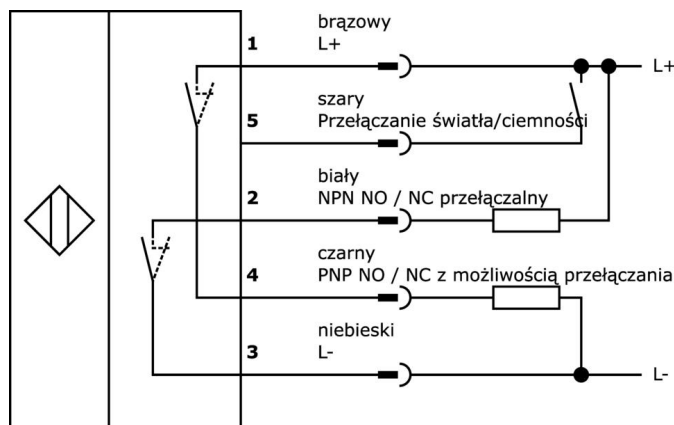 brązowy
1 L+
L+
szary
5 Przełączanie światła/ciemności
biały
2 NPN NO / NC przełączalny
czarny
4 PNP NO / NC z możliwością przełączania
niebieski
3 L-
L-